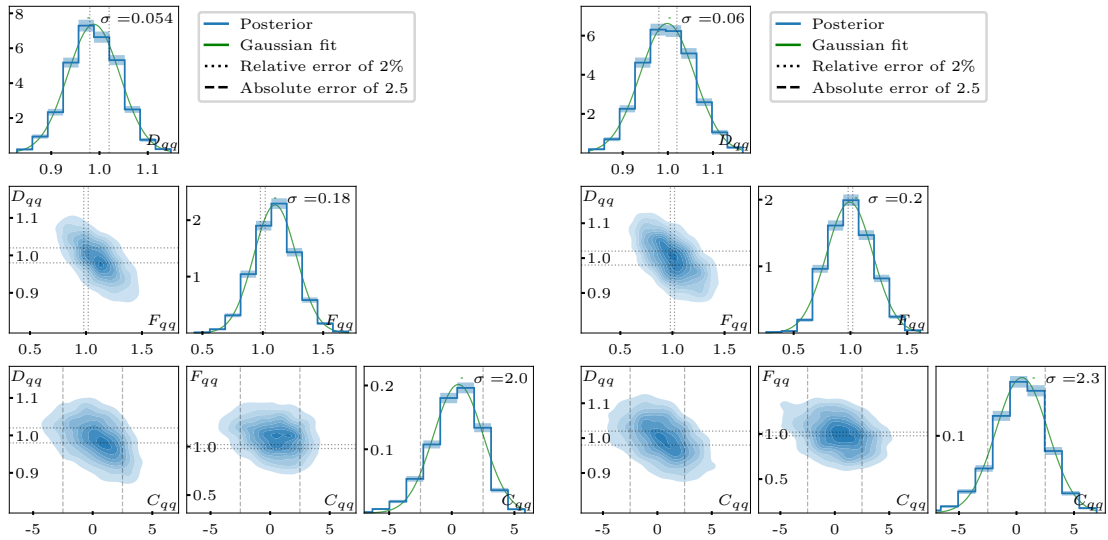 8
6
4
2
σ =0.054
D_qq
0.9
1.0
1.1
Posterior
Gaussian fit
Relative error of 2%
Absolute error of 2.5
6
4
2
σ =0.06
D_qq
0.9
1.0
1.1
Posterior
Gaussian fit
Relative error of 2%
Absolute error of 2.5
D_qq
1.1
1.0
0.9
F_qq
0.5
1.0
1.5
2
1
σ =0.18
F_qq
0.5
1.0
1.5
D_qq
1.1
1.0
0.9
F_qq
0.5
1.0
1.5
2
1
σ =0.2
F_qq
0.5
1.0
1.5
D_qq
1.1
1.0
0.9
C_qq
-5
0
5
F_qq
1.0
0.5
C_qq
-5
0
5
0.2
0.1
σ =2.0
C_qq
-5
0
5
D_qq
1.1
1.0
0.9
C_qq
-5
0
5
F_qq
1.0
0.5
C_qq
-5
0
5
0.1
σ =2.3
C_qq
-5
0
5